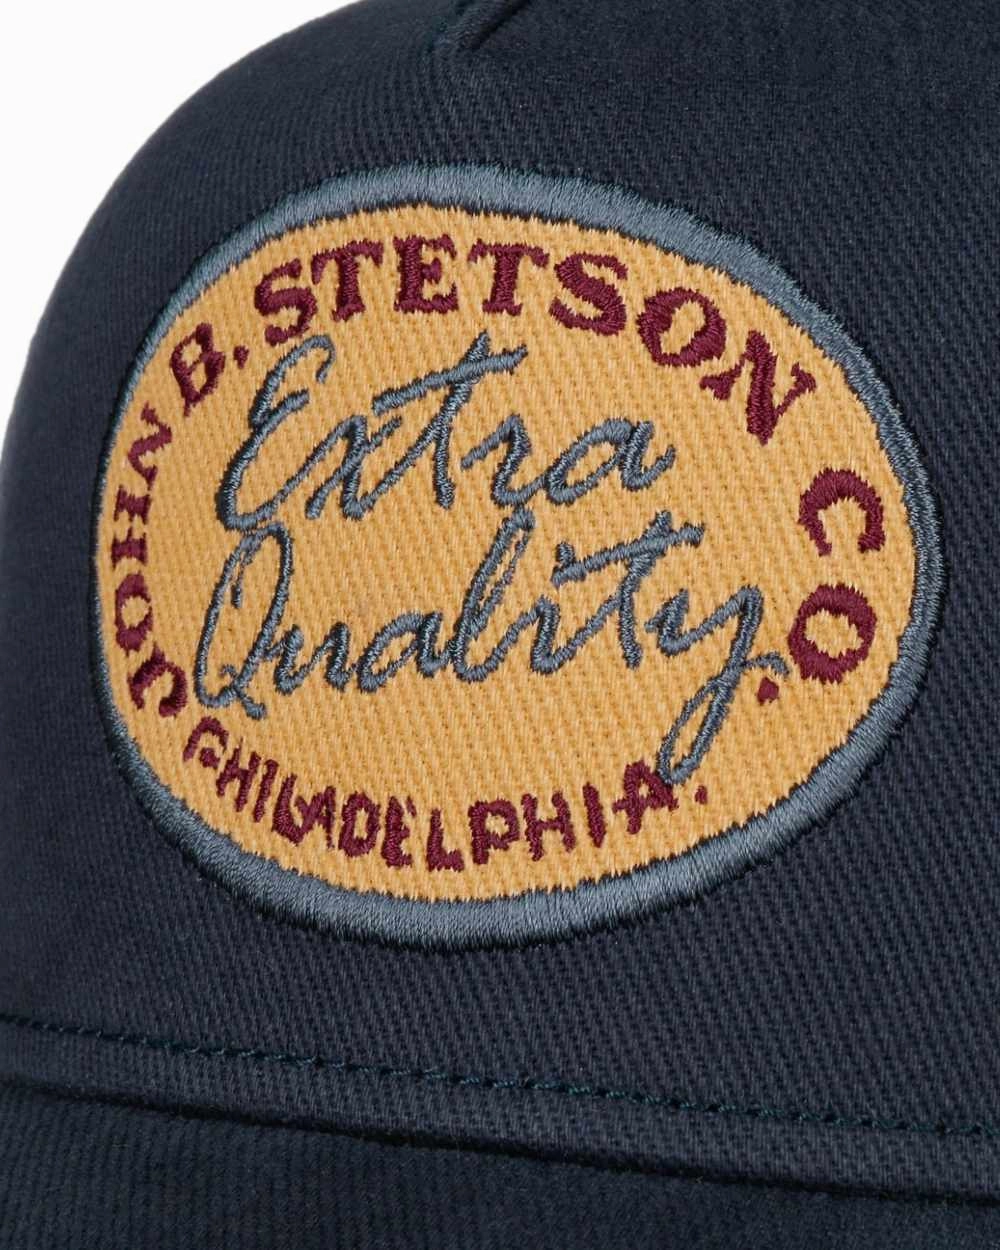 JOHN B. STETSON CO.
Extra
Quality.
PHILADELPHIA.